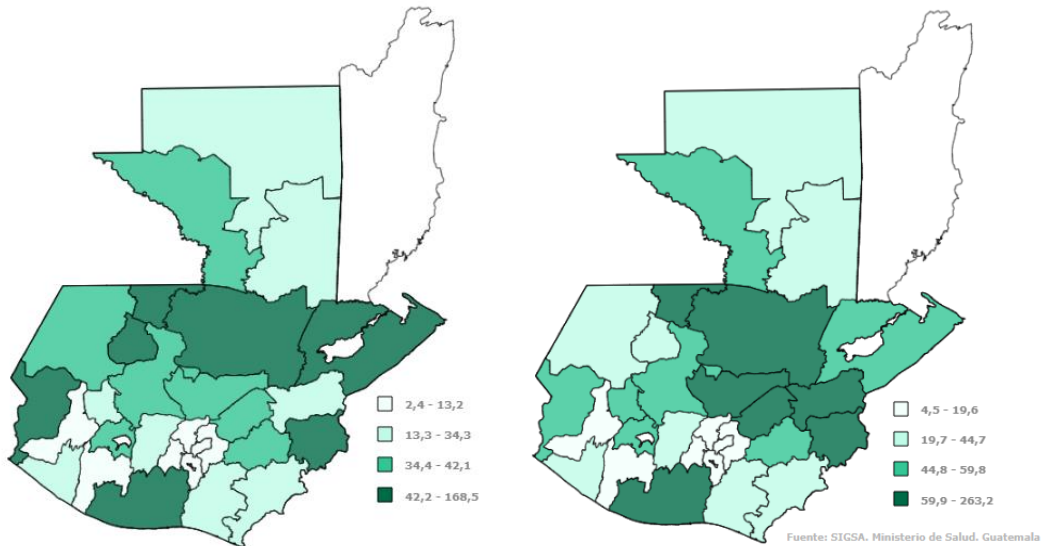 2,4 - 13,2
13,3 - 34,3
34,4 - 42,1
42,2 - 168,5
4,5 - 19,6
19,7 - 44,7
44,8 - 59,8
59,9 - 263,2
Fuente: SIGSA. Ministerio de Salud. Guatemala